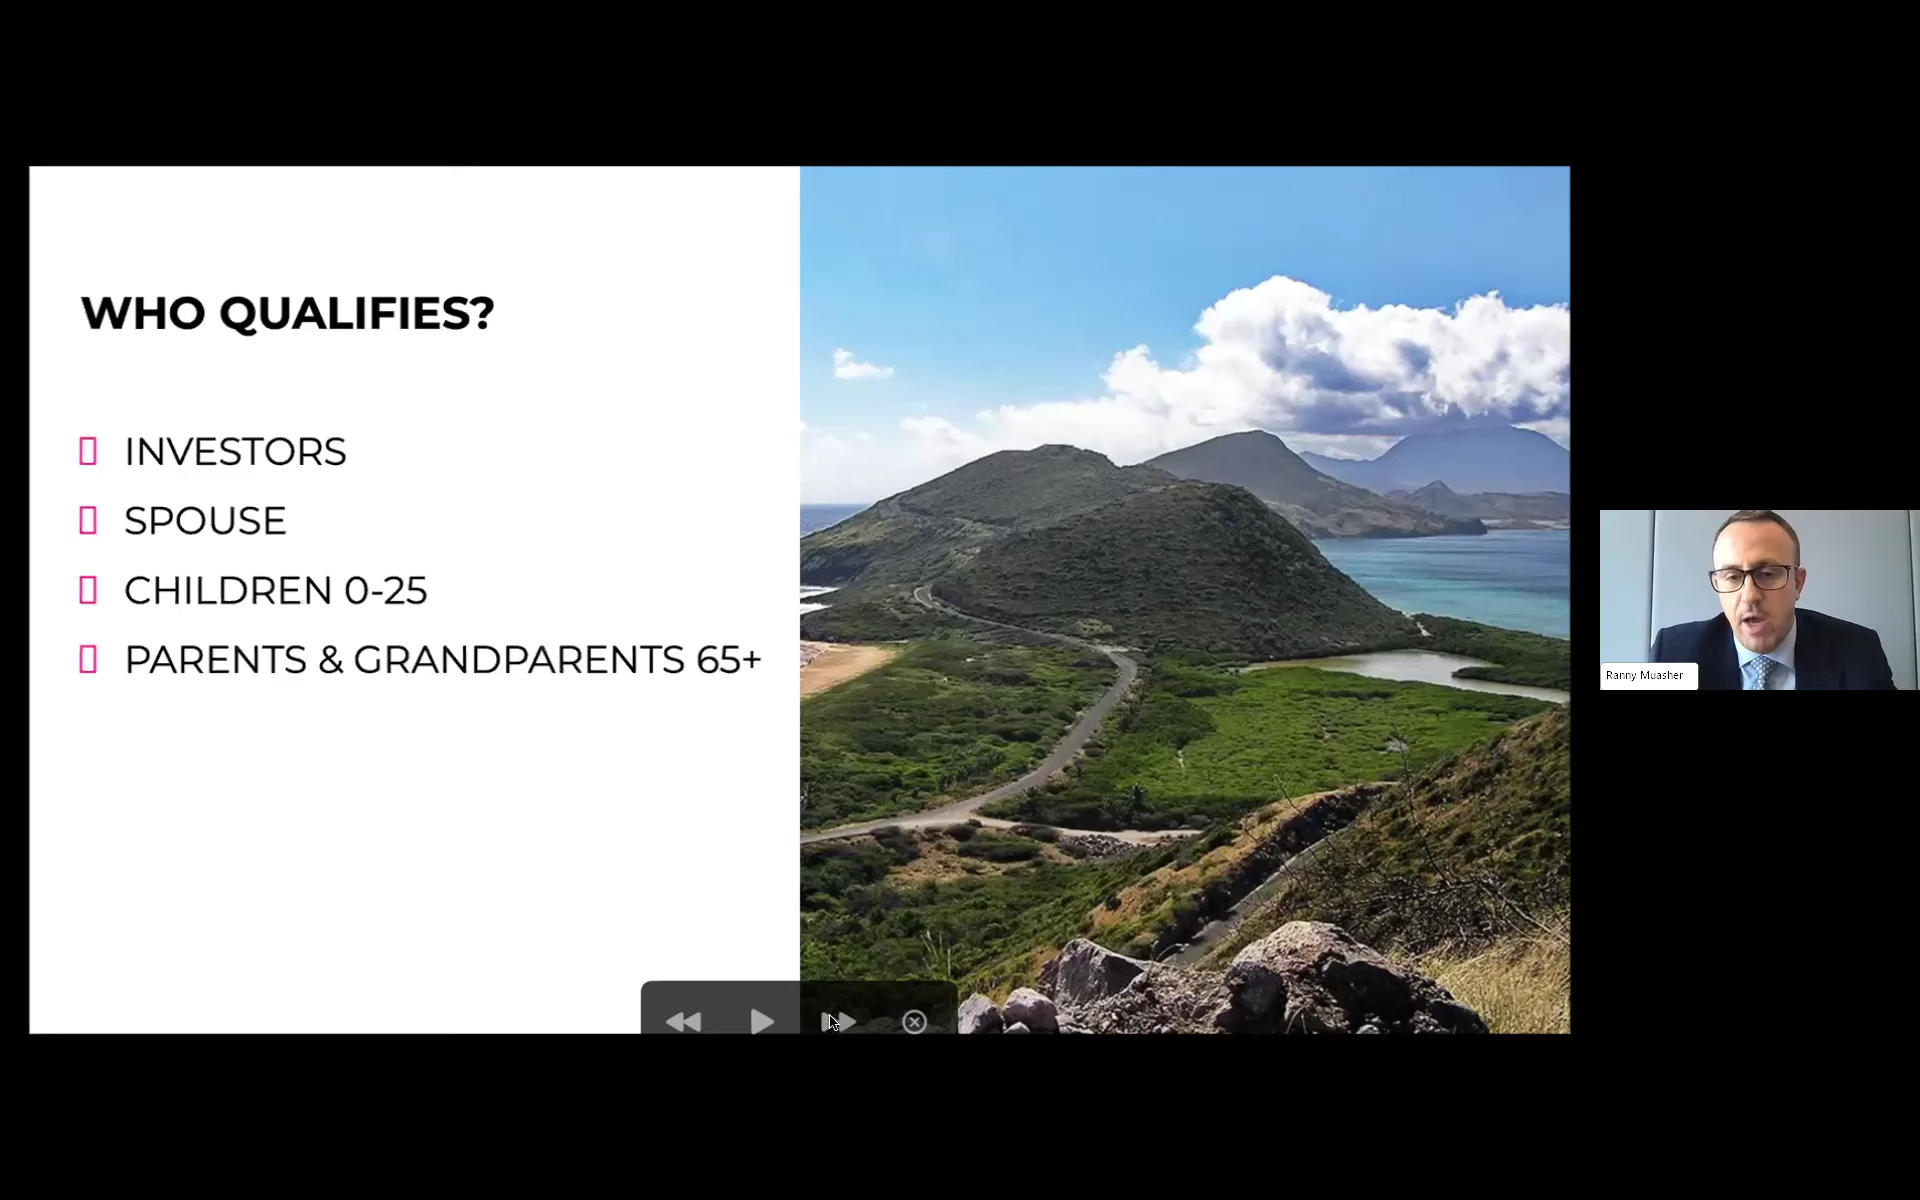 WHO QUALIFIES?
INVESTORS
SPOUSE
CHILDREN 0-25
PARENTS & GRANDPARENTS 65+
Ranny Muasher